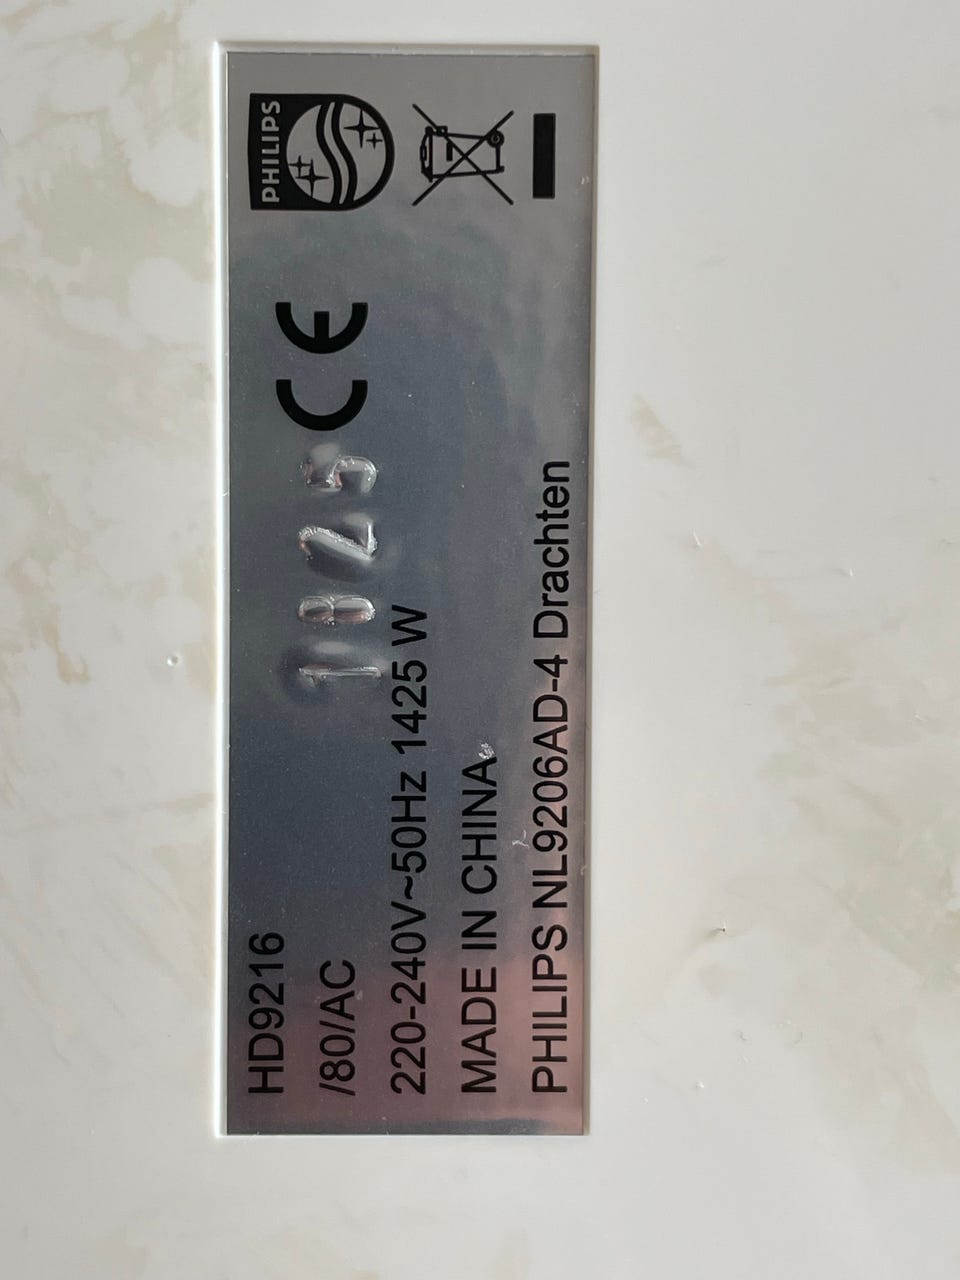 HD9216
/80/AC
1825
220-240V~50Hz 1425 W
MADE IN CHINA
PHILIPS NL9206AD-4 Drachten
CE
PHILIPS